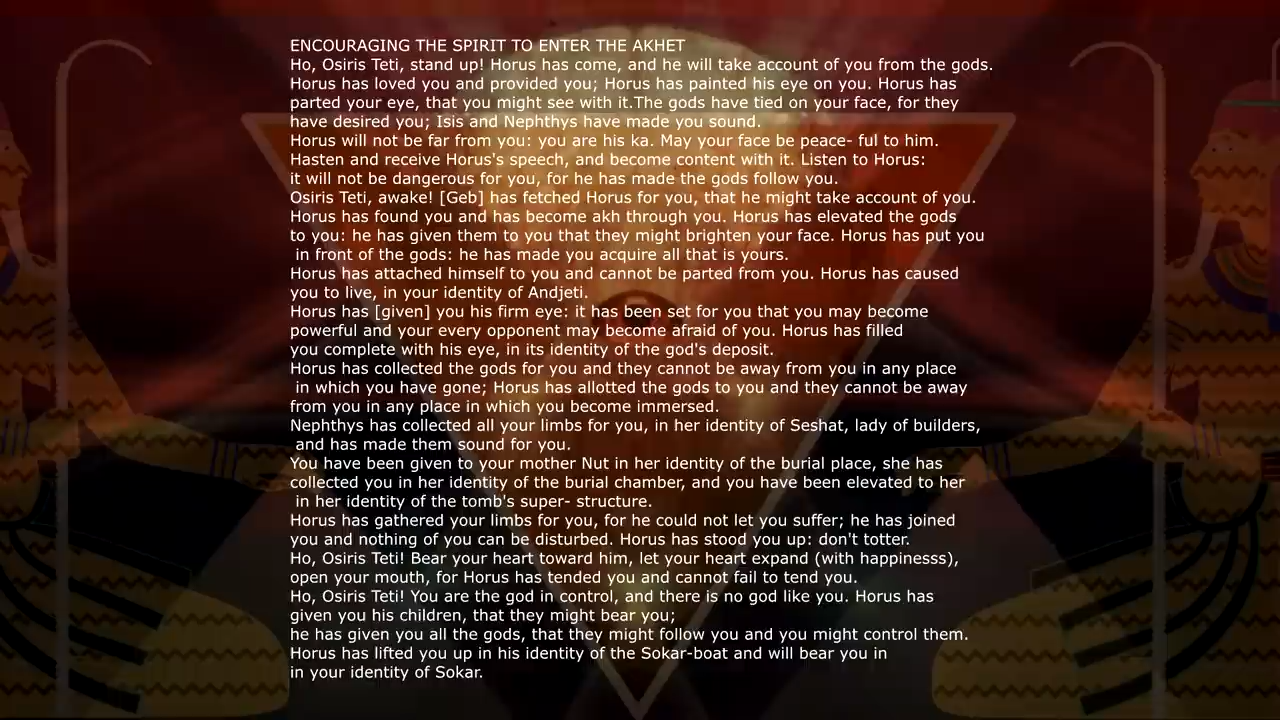 ENCOURAGING THE SPIRIT TO ENTER THE AKHET
Ho, Osiris Teti, stand up! Horus has come, and he will take account of you from the gods.
Horus has loved you and provided you; Horus has painted his eye on you. Horus has
parted your eye, that you might see with it.The gods have tied on your face, for they
have desired you; Isis and Nephthys have made you sound.
Horus will not be far from you: you are his ka. May your face be peace- ful to him.
Hasten and receive Horus's speech, and become content with it. Listen to Horus:
it will not be dangerous for you, for he has made the gods follow you.
Osiris Teti, awake! [Geb] has fetched Horus for you, that he might take account of you.
Horus has found you and has become akh through you. Horus has elevated the gods
to you: he has given them to you that they might brighten your face. Horus has put you
in front of the gods: he has made you acquire all that is yours.
Horus has attached himself to you and cannot be parted from you. Horus has caused
you to live, in your identity of Andjeti.
Horus has [given] you his firm eye: it has been set for you that you may become
powerful and your every opponent may become afraid of you. Horus has filled
you complete with his eye, in its identity of the god's deposit.
Horus has collected the gods for you and they cannot be away from you in any place
in which you have gone; Horus has allotted the gods to you and they cannot be away
from you in any place in which you become immersed.
Nephthys has collected all your limbs for you, in her identity of Seshat, lady of builders,
and has made them sound for you.
You have been given to your mother Nut in her identity of the burial place, she has
collected you in her identity of the burial chamber, and you have been elevated to her
in her identity of the tomb's super- structure.
Horus has gathered your limbs for you, for he could not let you suffer; he has joined
you and nothing of you can be disturbed. Horus has stood you up: don't totter.
Ho, Osiris Teti! Bear your heart toward him, let your heart expand (with happinesss),
open your mouth, for Horus has tended you and cannot fail to tend you.
Ho, Osiris Teti! You are the god in control, and there is no god like you. Horus has
given you his children, that they might bear you;
he has given you all the gods, that they might follow you and you might control them.
Horus has lifted you up in his identity of the Sokar-boat and will bear you in
in your identity of Sokar.